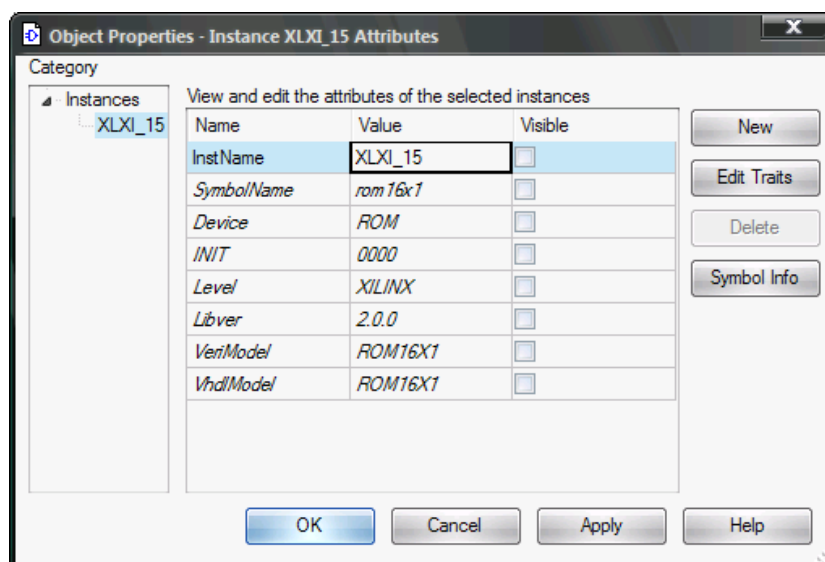 Object Properties - Instance XLXI_15 Attributes
X
Category
Instances
XLXI_15
View and edit the attributes of the selected instances
Name Value Visible
InstName XLXI_15
SymbolName rom16x1
Device ROM
INIT 0000
Level XILINX
Libver 2.0.0
VeriModel ROM16X1
VhdlModel ROM16X1
New
Edit Traits
Delete
Symbol Info
OK Cancel Apply Help